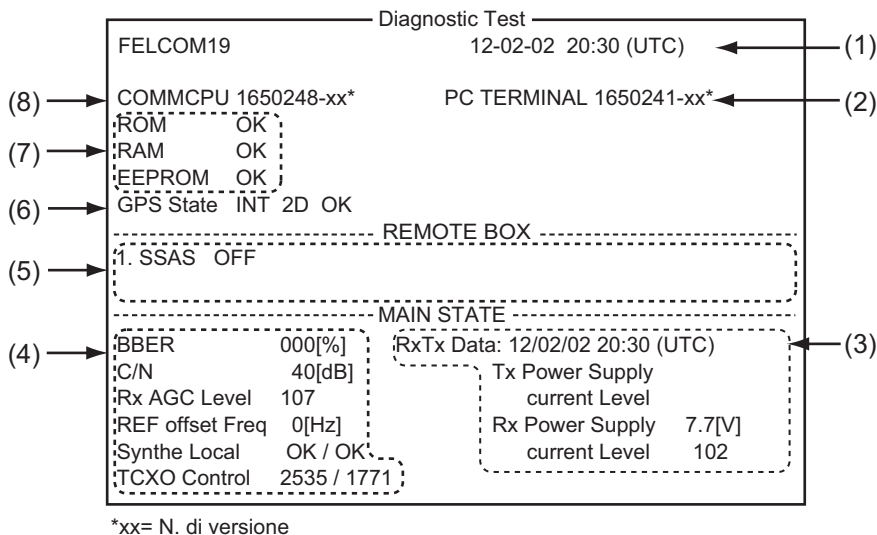 Diagnostic Test
FELCOM19 12-02-02 20:30 (UTC) (1)
(8) COMMCPU 1650248-xx* PC TERMINAL 1650241-xx* (2)
ROM OK
(7) RAM OK
EEPROM OK
(6) GPS State INT 2D OK
REMOTE BOX
(5) 1. SSAS OFF
MAIN STATE
(4) BBER 000[%] RxTx Data: 12/02/02 20:30 (UTC) (3)
C/N 40[dB] Tx Power Supply
Rx AGC Level 107 current Level
REF offset Freq 0[Hz] Rx Power Supply 7.7[V]
Synthe Local OK / OK current Level 102
TCXO Control 2535 / 1771
*xx= N. di versione